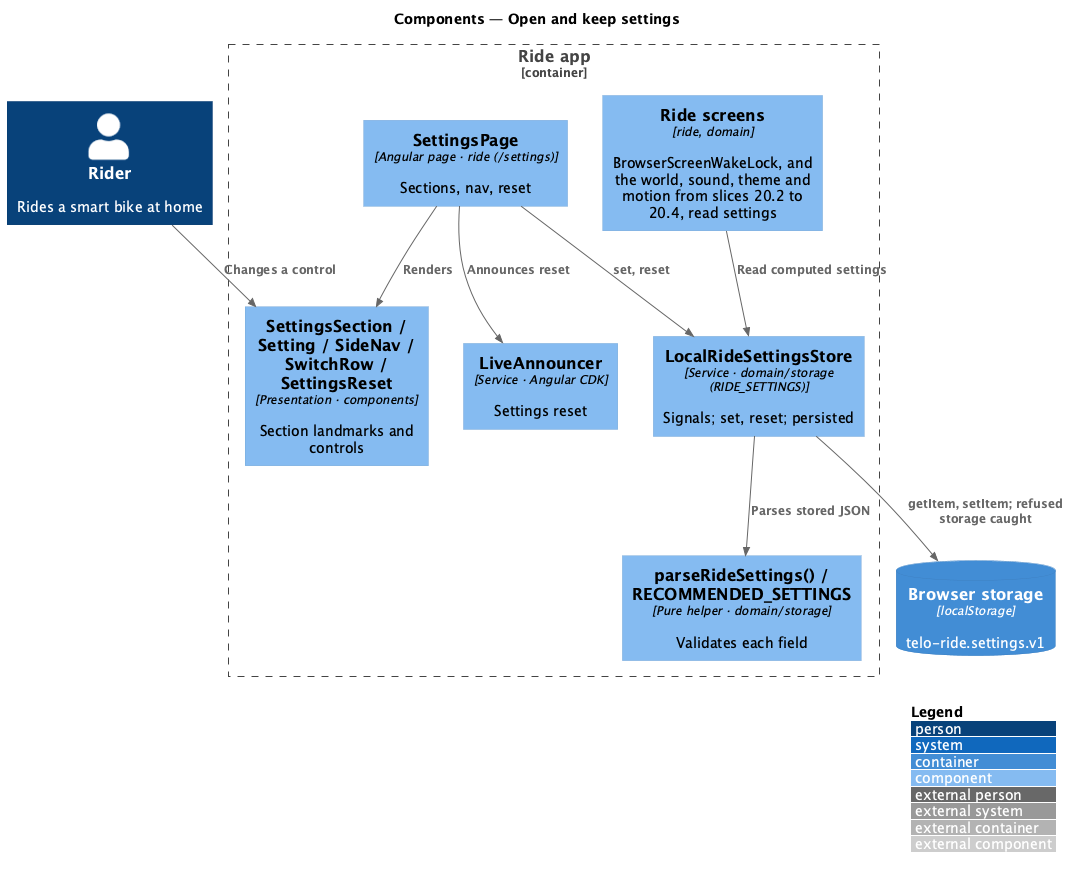 Components — Open and keep settings
Ride app
[container]
Rider
Rides a smart bike at home
SettingsPage
[Angular page · ride (/settings)]
Sections, nav, reset
Ride screens
[ride, domain]
BrowserScreenWakeLock, and
the world, sound, theme and
motion from slices 20.2 to
20.4, read settings
Changes a control
Renders
Announces reset
set, reset
Read computed settings
SettingsSection /
Setting / SideNav /
SwitchRow /
SettingsReset
[Presentation · components]
Section landmarks and
controls
LiveAnnouncer
[Service · Angular CDK]
Settings reset
LocalRideSettingsStore
[Service · domain/storage
(RIDE_SETTINGS)]
Signals; set, reset; persisted
Parses stored JSON
getItem, setItem; refused
storage caught
parseRideSettings() /
RECOMMENDED_SETTINGS
[Pure helper · domain/storage]
Validates each field
Browser storage
[localStorage]
telo-ride.settings.v1
Legend
person
system
container
component
external person
external system
external container
external component